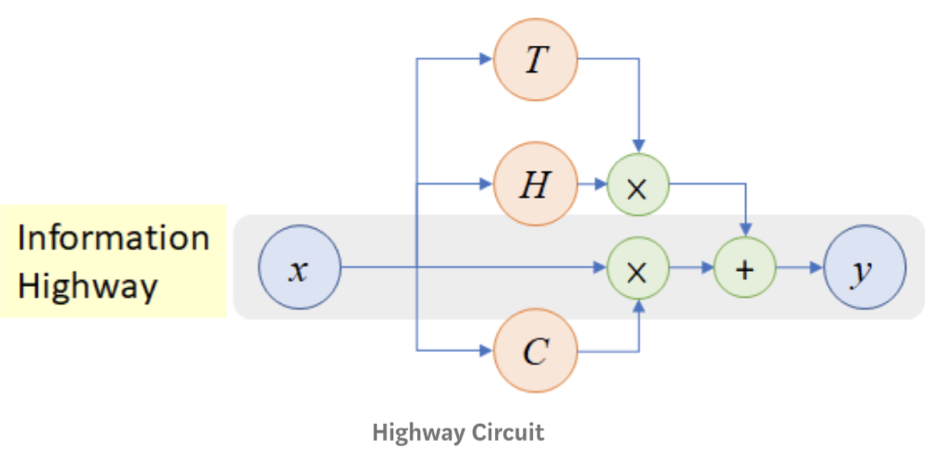 T
H
×
Information
Highway
x
×
+
y
C
Highway Circuit